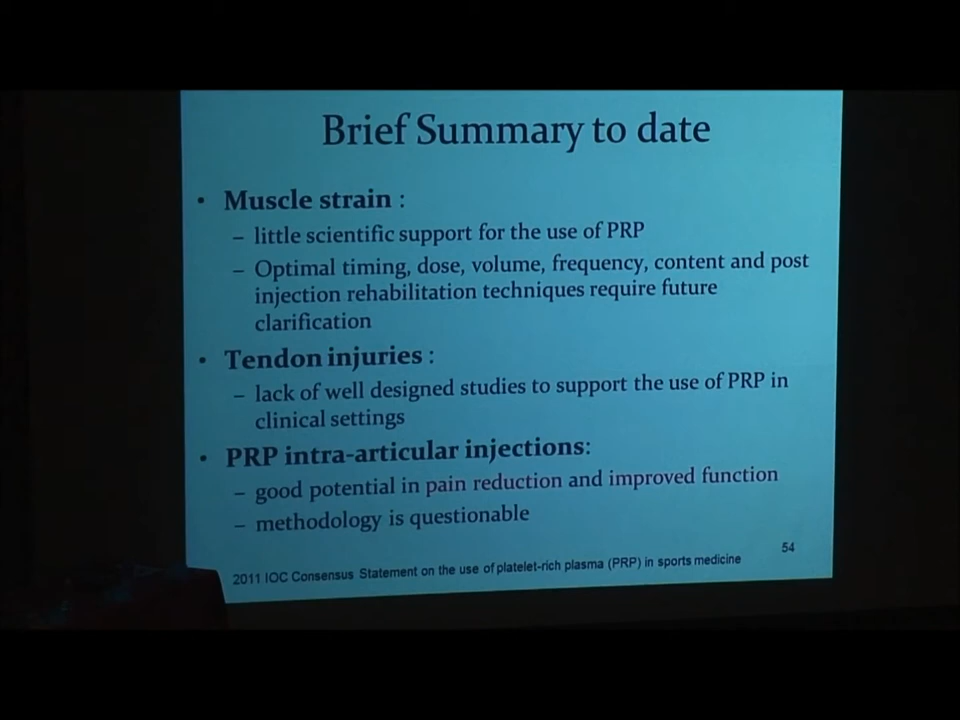 Brief Summary to date
• Muscle strain :
– little scientific support for the use of PRP
– Optimal timing, dose, volume, frequency, content and post
injection rehabilitation techniques require future
clarification
• Tendon injuries :
– lack of well designed studies to support the use of PRP in
clinical settings
• PRP intra-articular injections:
– good potential in pain reduction and improved function
– methodology is questionable
54
2011 IOC Consensus Statement on the use of platelet-rich plasma (PRP) in sports medicine